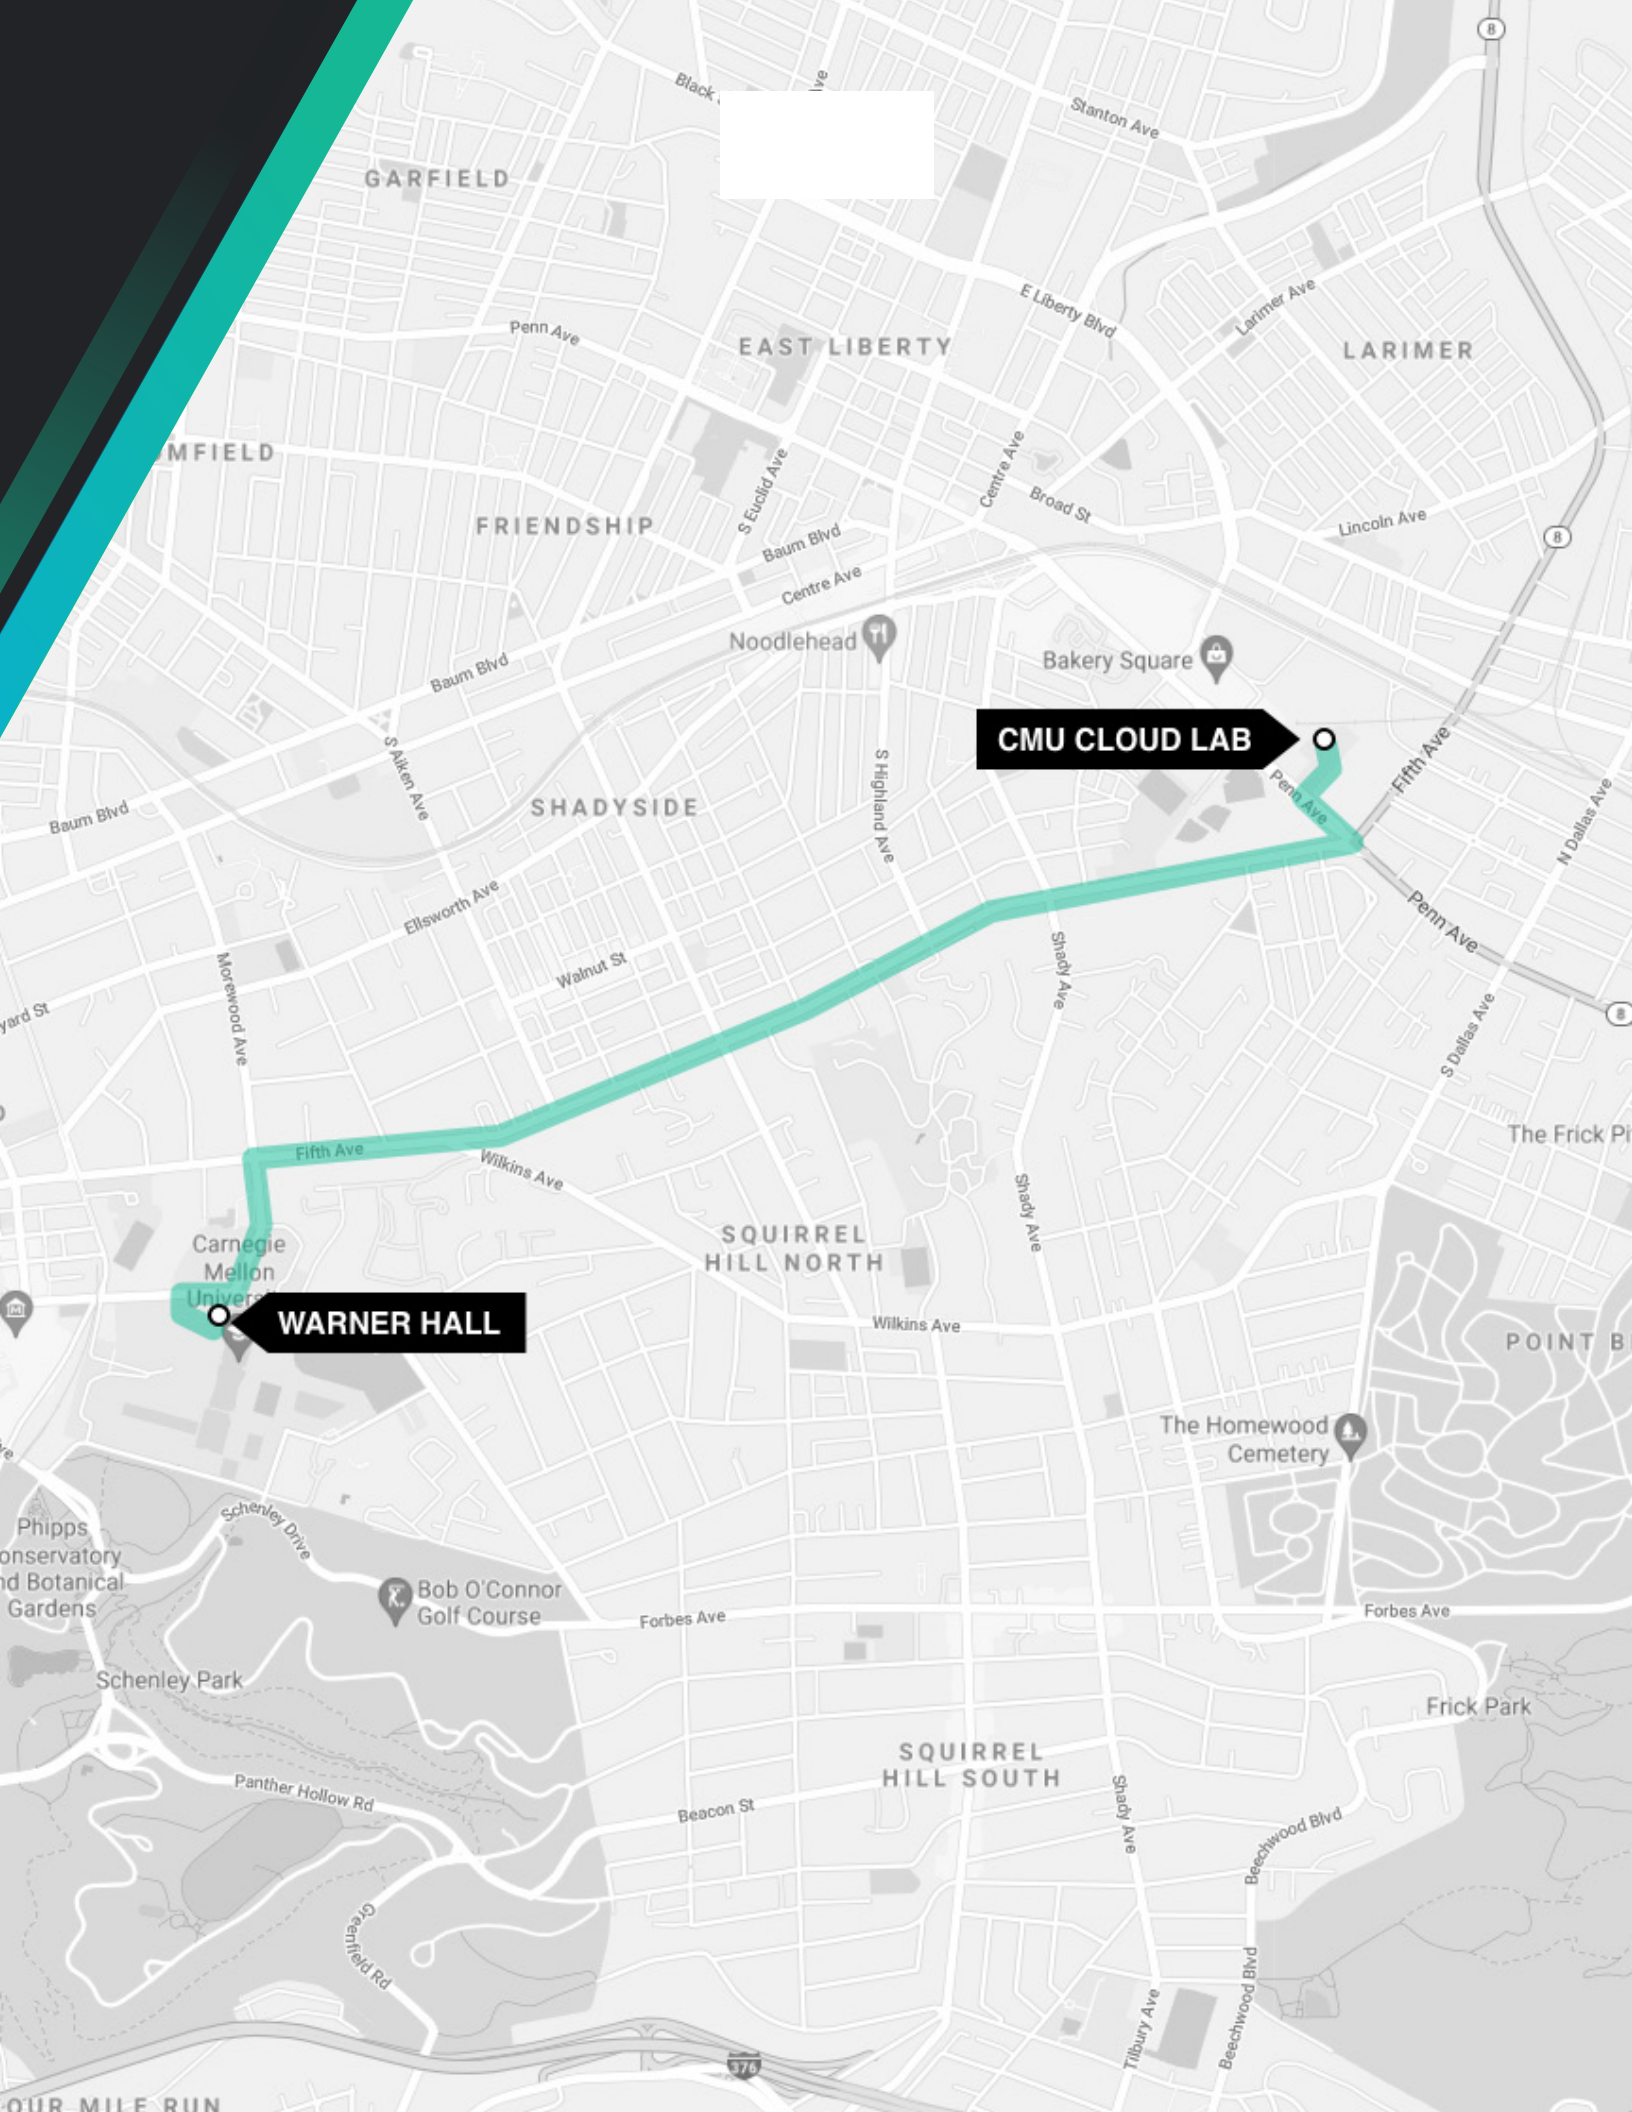 8
Black
Stanton Ave
GARFIELD
E Liberty Blvd
Larimer Ave
Penn Ave
EAST LIBERTY
LARIMER
S Euclid Ave
Centre Ave
Broad St
Lincoln Ave
FRIENDSHIP
Baum Blvd
8
Centre Ave
Noodlehead
Bakery Square
Baum Blvd
CMU CLOUD LAB
Fifth Ave
S Aiken Ave
S Highland Ave
Penn Ave
N Dallas Ave
Baum Blvd
SHADYSIDE
Ellsworth Ave
Penn Ave
Walnut St
Morewood Ave
Shady Ave
8
S Dallas Ave
The Frick
Fifth Ave
Wilkins Ave
Shady Ave
Carnegie
Mellon
SQUIRREL
HILL NORTH
WARNER HALL
Wilkins Ave
POINT
The Homewood
Cemetery
Schenley Drive
Phipps
Bob O'Connor
Golf Course
Gardens
Botanical
Forbes Ave
Forbes Ave
Schenley Park
Frick Park
SQUIRREL
HILL SOUTH
Panther Hollow Rd
Beacon St
Shady Ave
Beechwood Blvd
Greenfield Rd
Tilbury Ave
Beechwood Blvd
376
MILE RUN